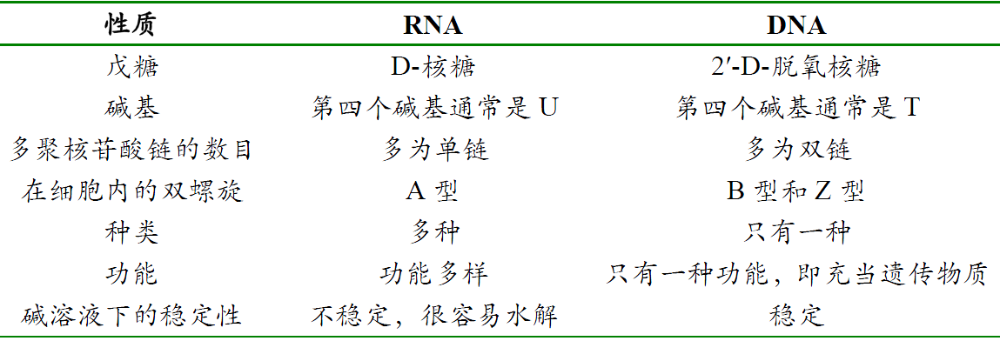 性质 RNA DNA
戊糖 D-核糖 2′-D-脱氧核糖
碱基 第四个碱基通常是 U 第四个碱基通常是 T
多聚核苷酸链的数目 多为单链 多为双链
在细胞内的双螺旋 A 型 B 型和 Z 型
种类 多种 只有一种
功能 功能多样 只有一种功能，即充当遗传物质
碱溶液下的稳定性 不稳定，很容易水解 稳定